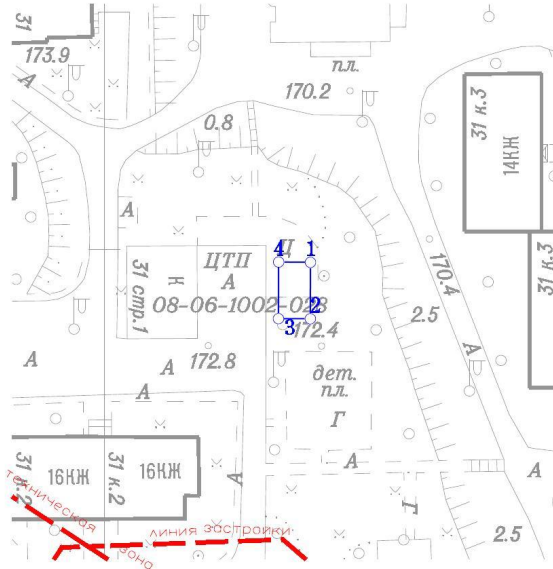 31
173.9
А
пл.
170.2
0.8
31 к.3
14КЖ
А
ЦТП
А
Ц
4 1
31 стр.1
К
08-06-1002-023
2
3
172.4
170.4
31 к.3
2.5
172.8
А
А
А
дет.
пл.
Г
А
А
31 к.2
16КЖ
31 к.2
16КЖ
А
А
Г
техническая
зона
линия застройки
2.5